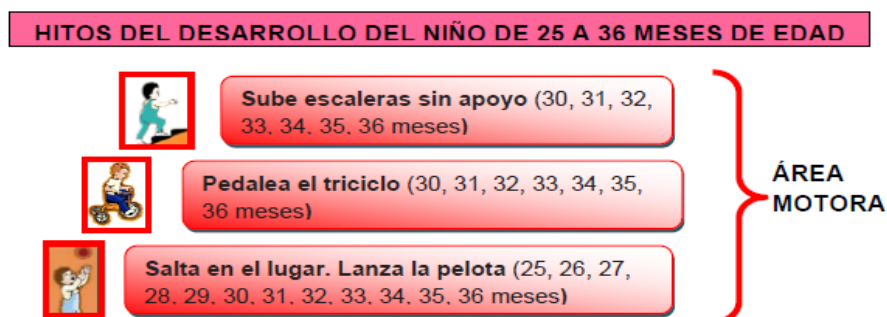 HITOS DEL DESARROLLO DEL NIÑO DE 25 A 36 MESES DE EDAD
Sube escaleras sin apoyo (30, 31, 32,
33, 34, 35, 36 meses)
Pedalea el triciclo (30, 31, 32, 33, 34, 35,
36 meses)
Salta en el lugar. Lanza la pelota (25, 26, 27,
28, 29, 30, 31, 32, 33, 34, 35, 36 meses)
ÁREA
MOTORA